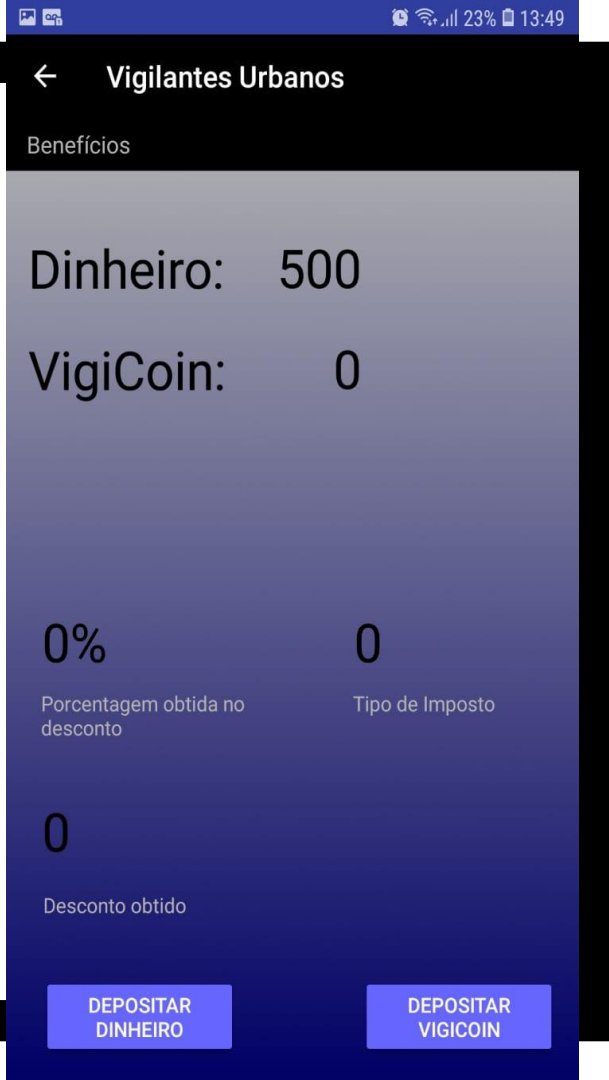 23% 13:49
Vigilantes Urbanos
Benefícios
Dinheiro: 500
VigiCoin: 0
0% 0
Porcentagem obtida no Tipo de Imposto
desconto
0
Desconto obtido
DEPOSITAR DEPOSITAR
DINHEIRO VIGICOIN